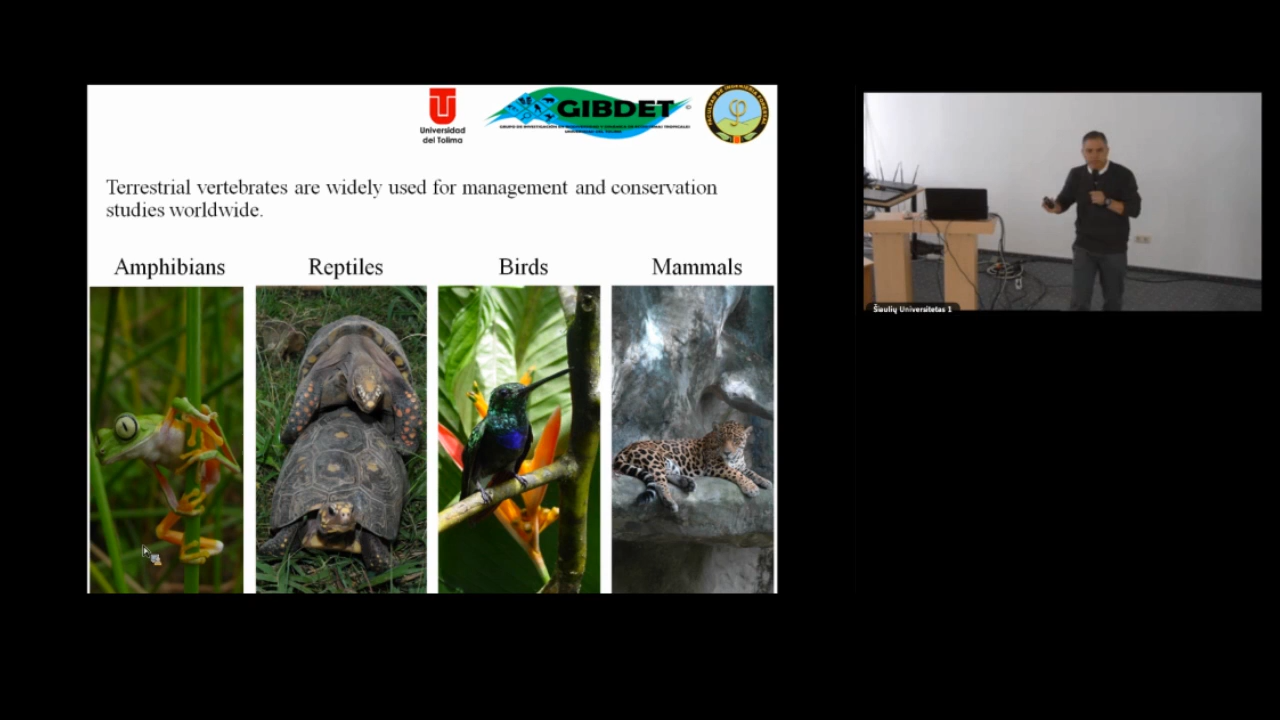 Universidad
del Tolima
GIBDET
Terrestrial vertebrates are widely used for management and conservation
studies worldwide.
Amphibians
Reptiles
Birds
Mammals
Šiaulių Universitetas 1